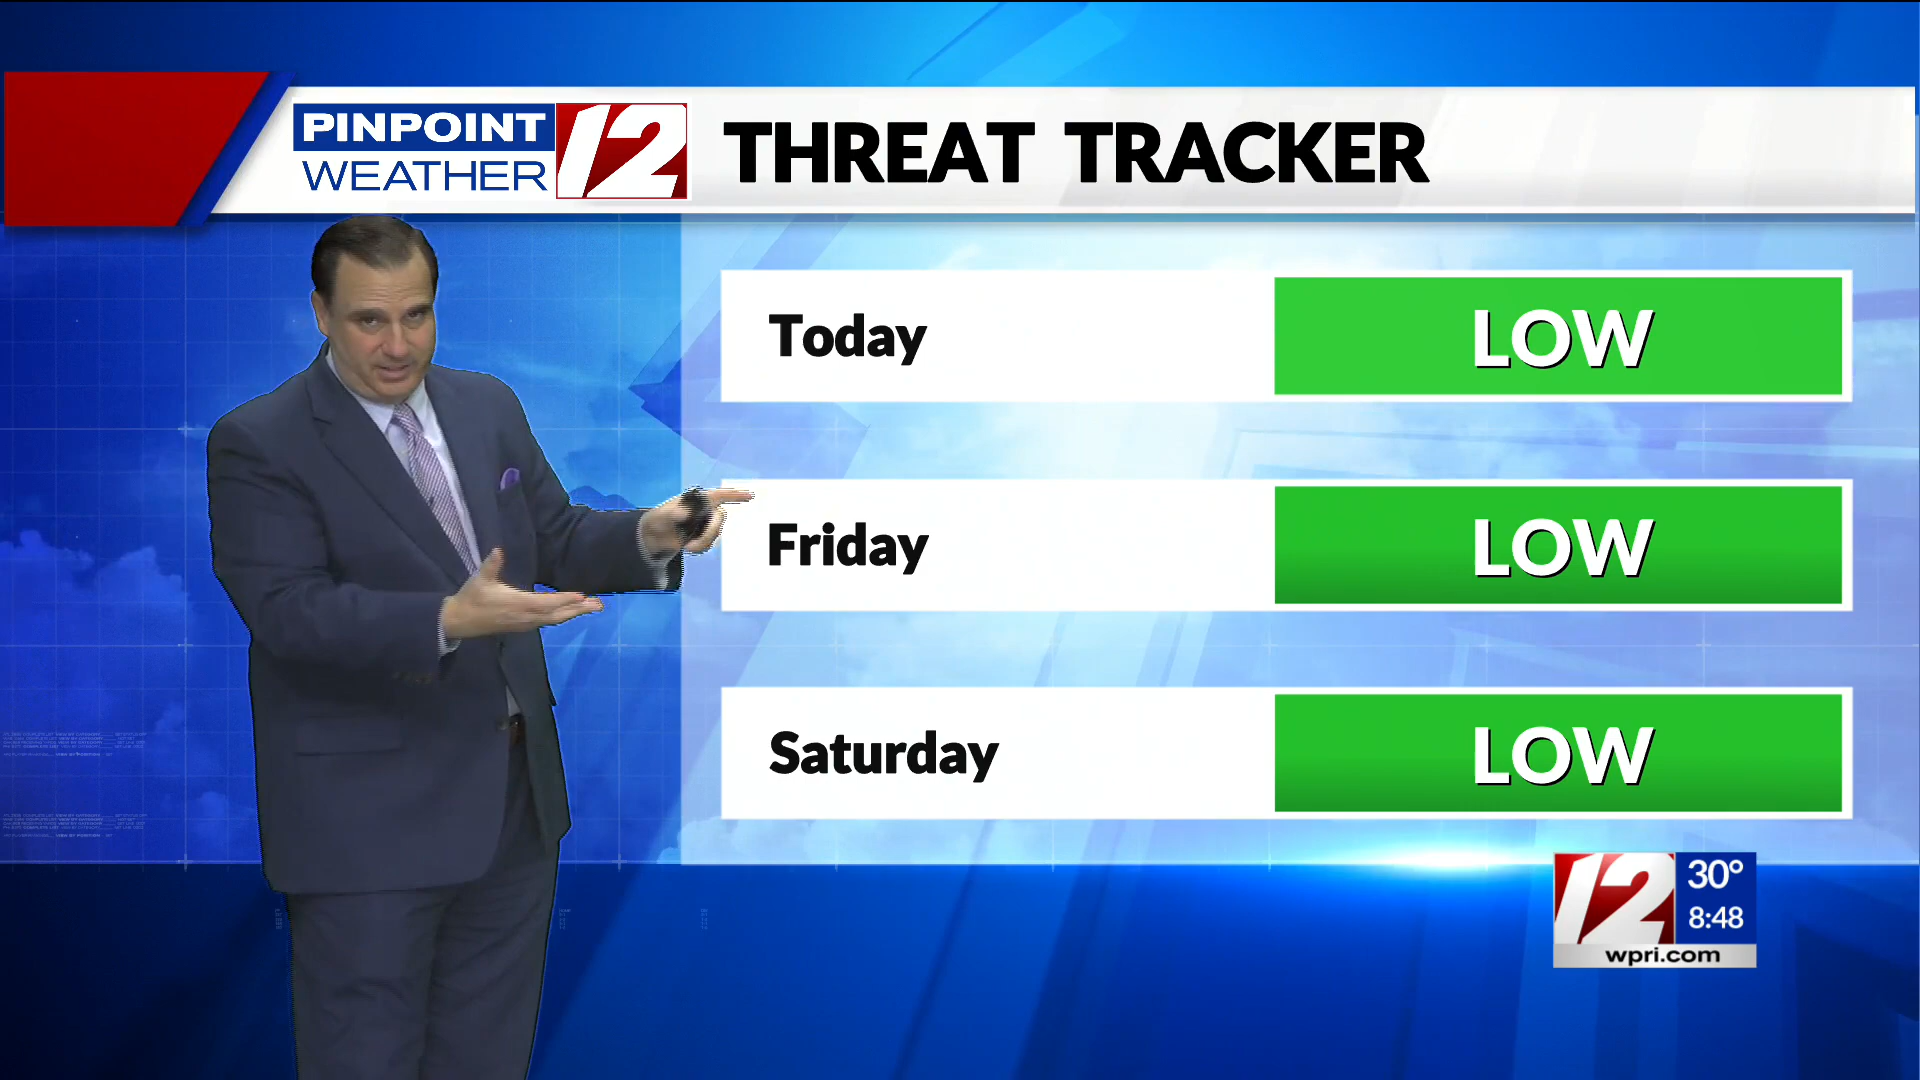 PINPOINT
WEATHER
12
THREAT TRACKER
Today
LOW
Friday
LOW
Saturday
LOW
12
30°
8:48
wpri.com